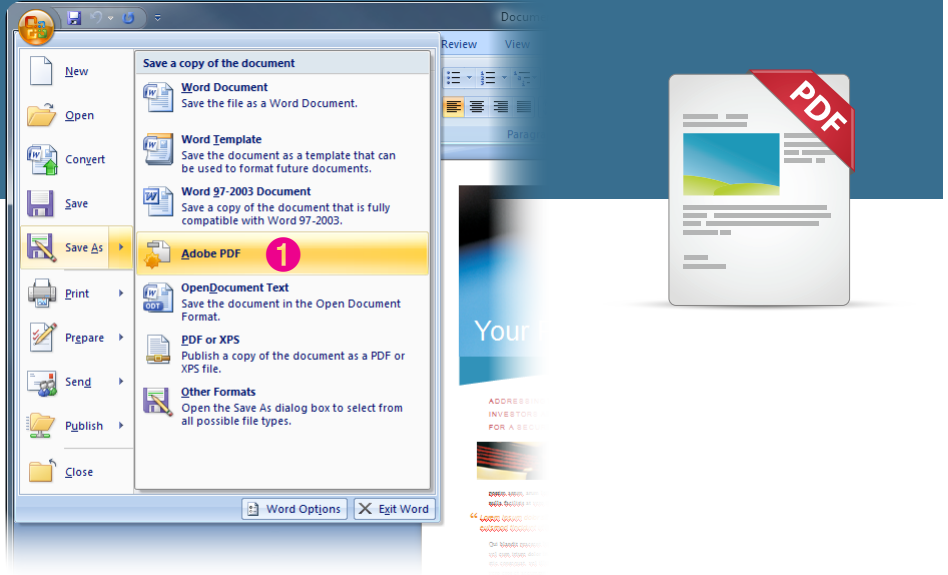 Docum
Review View
New
Open
Convert
Save
Save As
Print
Prepare
Send
Publish
Close
Save a copy of the document
Word Document
Save the file as a Word Document.
Word Template
Save the document as a template that can
be used to format future documents.
Word 97-2003 Document
Save a copy of the document that is fully
compatible with Word 97-2003.
Adobe PDF 1
OpenDocument Text
Save the document in the Open Document
Format.
PDF or XPS
Publish a copy of the document as a PDF or
XPS file.
Other Formats
Open the Save As dialog box to select from
all possible file types.
Word Options Exit Word
Parag
Your
ADDRESSING
INVESTOR
FOR A SEC
PDF